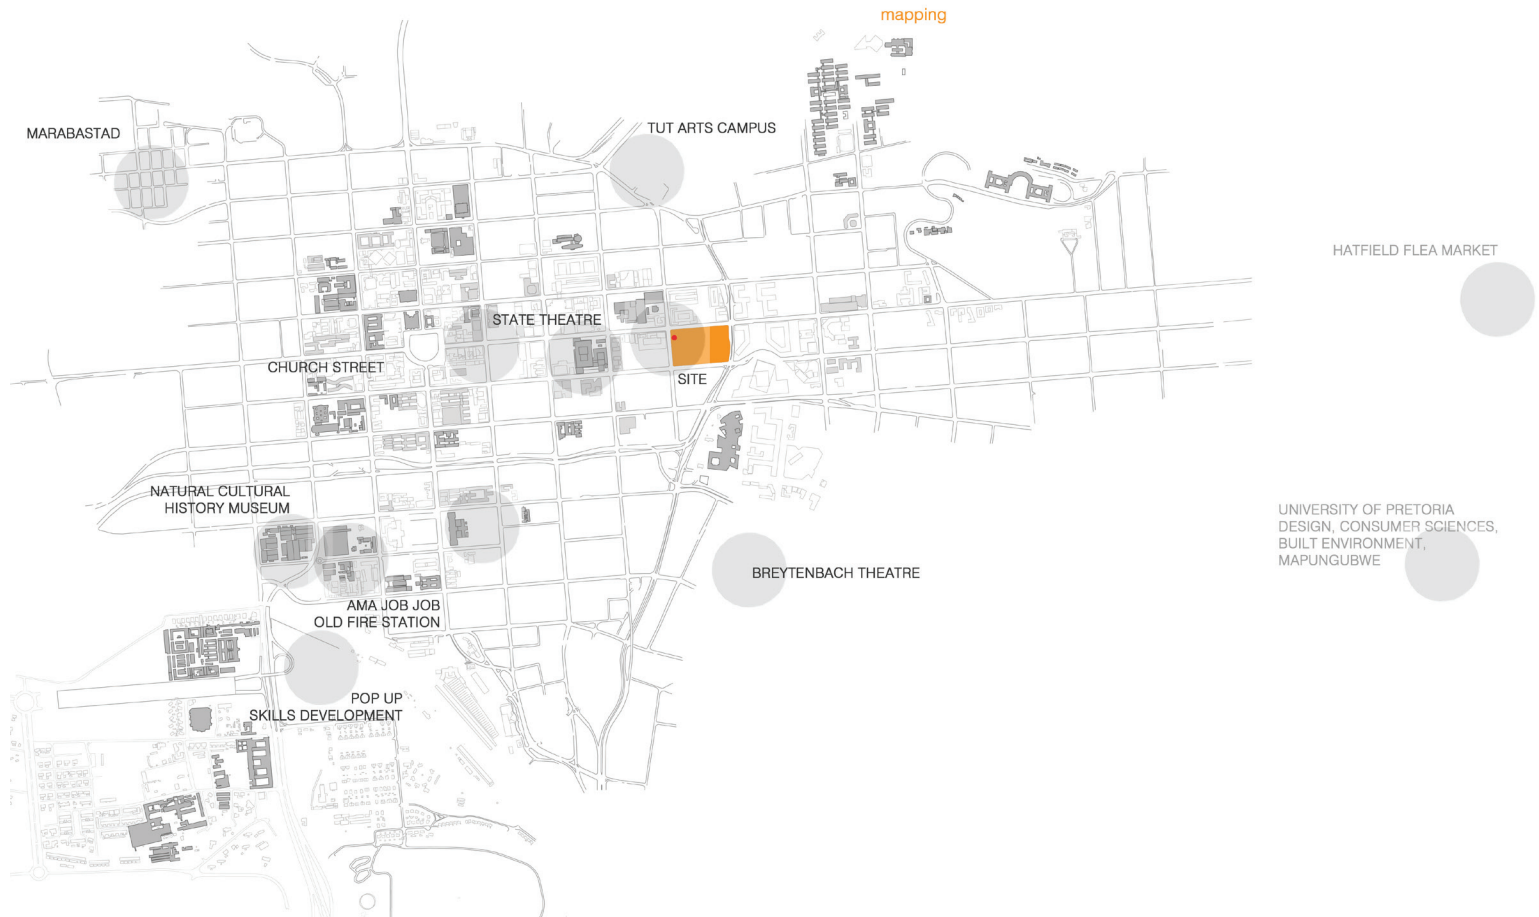 mapping
MARABASTAD
TUT ARTS CAMPUS
HATFIELD FLEA MARKET
STATE THEATRE
CHURCH STREET
SITE
NATURAL CULTURAL
HISTORY MUSEUM
UNIVERSITY OF PRETORIA
DESIGN, CONSUMER SCIENCES,
BUILT ENVIRONMENT,
MAPUNGUBWE
BREYTENBACH THEATRE
AMA JOB JOB
OLD FIRE STATION
POP UP
SKILLS DEVELOPMENT